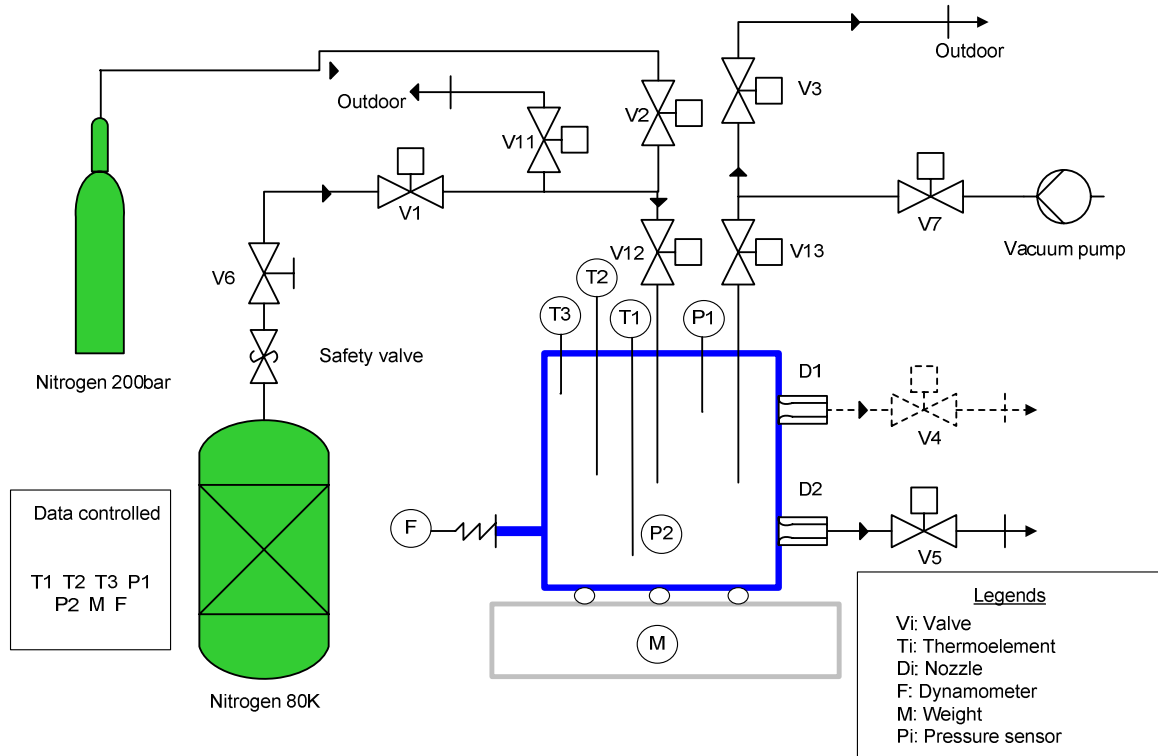 Outdoor
V3
Outdoor
V2
V11
V1
V7
Vacuum pump
V12
V13
V6
T2
T3
T1
P1
Safety valve
Nitrogen 200bar
D1
V4
D2
Data controlled
T1 T2 T3 P1
P2 M F
F
P2
V5
M
Nitrogen 80K
Legends
Vi: Valve
Ti: Thermoelement
Di: Nozzle
F: Dynamometer
M: Weight
Pi: Pressure sensor